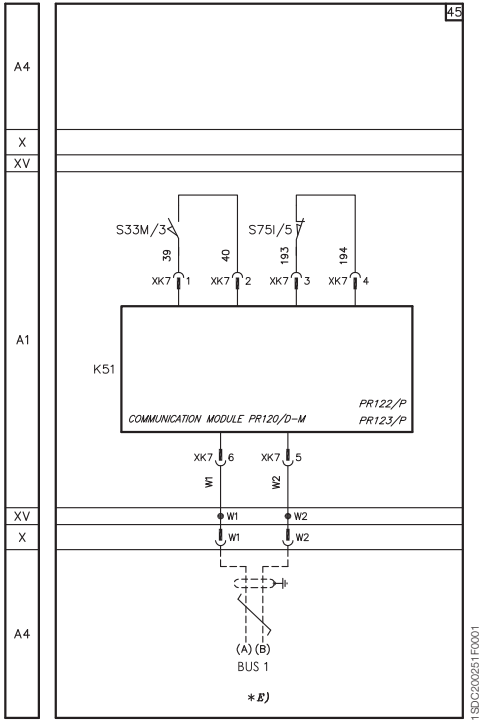 45
A4
X
XV
S33M/3
S75I/5
39
40
193
194
XK7 1
XK7 2
XK7 3
XK7 4
A1
K51
PR122/P
COMMUNICATION MODULE PR120/D-M
PR123/P
XK7 6
XK7 5
W1
W2
XV
W1
W2
X
W1
W2
A4
(A) (B)
BUS 1
*E)
1SDC200251F0001